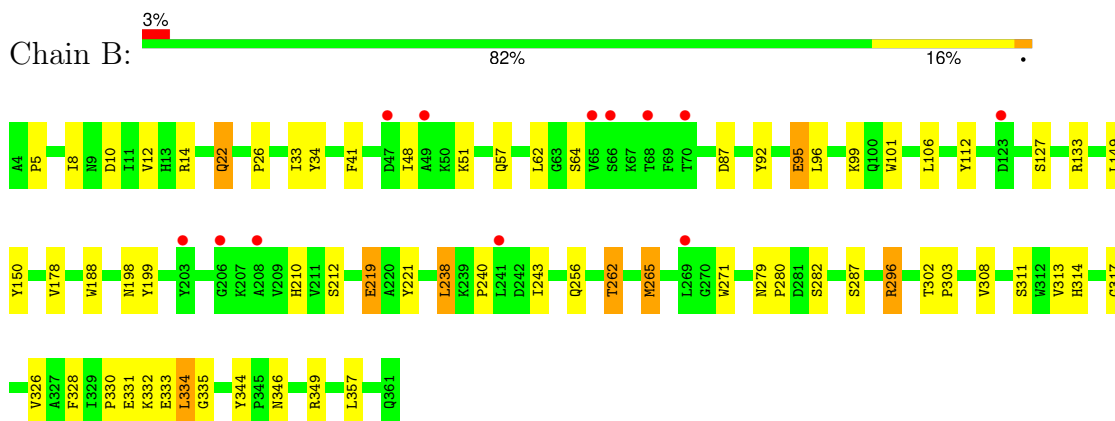 3%
Chain B:
82% 16% •
A4 P5 I8 N9 D10 I11 V12 H13 R14 Q22 P26 I33 Y34 F41 D47 I48 A49 K50 K51 Q57 L62 G63 S64 V65 S66 K67 T68 F69 T70 D87 Y92 E95 L96 K99 Q100 W101 L106 Y112 D123 S127 R133 L149
Y150 V178 W188 N198 Y199 Y203 G206 K207 A208 V209 H210 V211 S212 E219 A220 Y221 L238 K239 P240 L241 D242 I243 Q256 T262 M265 L269 G270 W271 N279 P280 D281 S282 S287 R296 T302 P303 V308 S311 W312 V313 H314
V326 A327 F328 I329 P330 E331 K332 E333 L334 G335 Y344 P345 N346 R349 L357 Q361